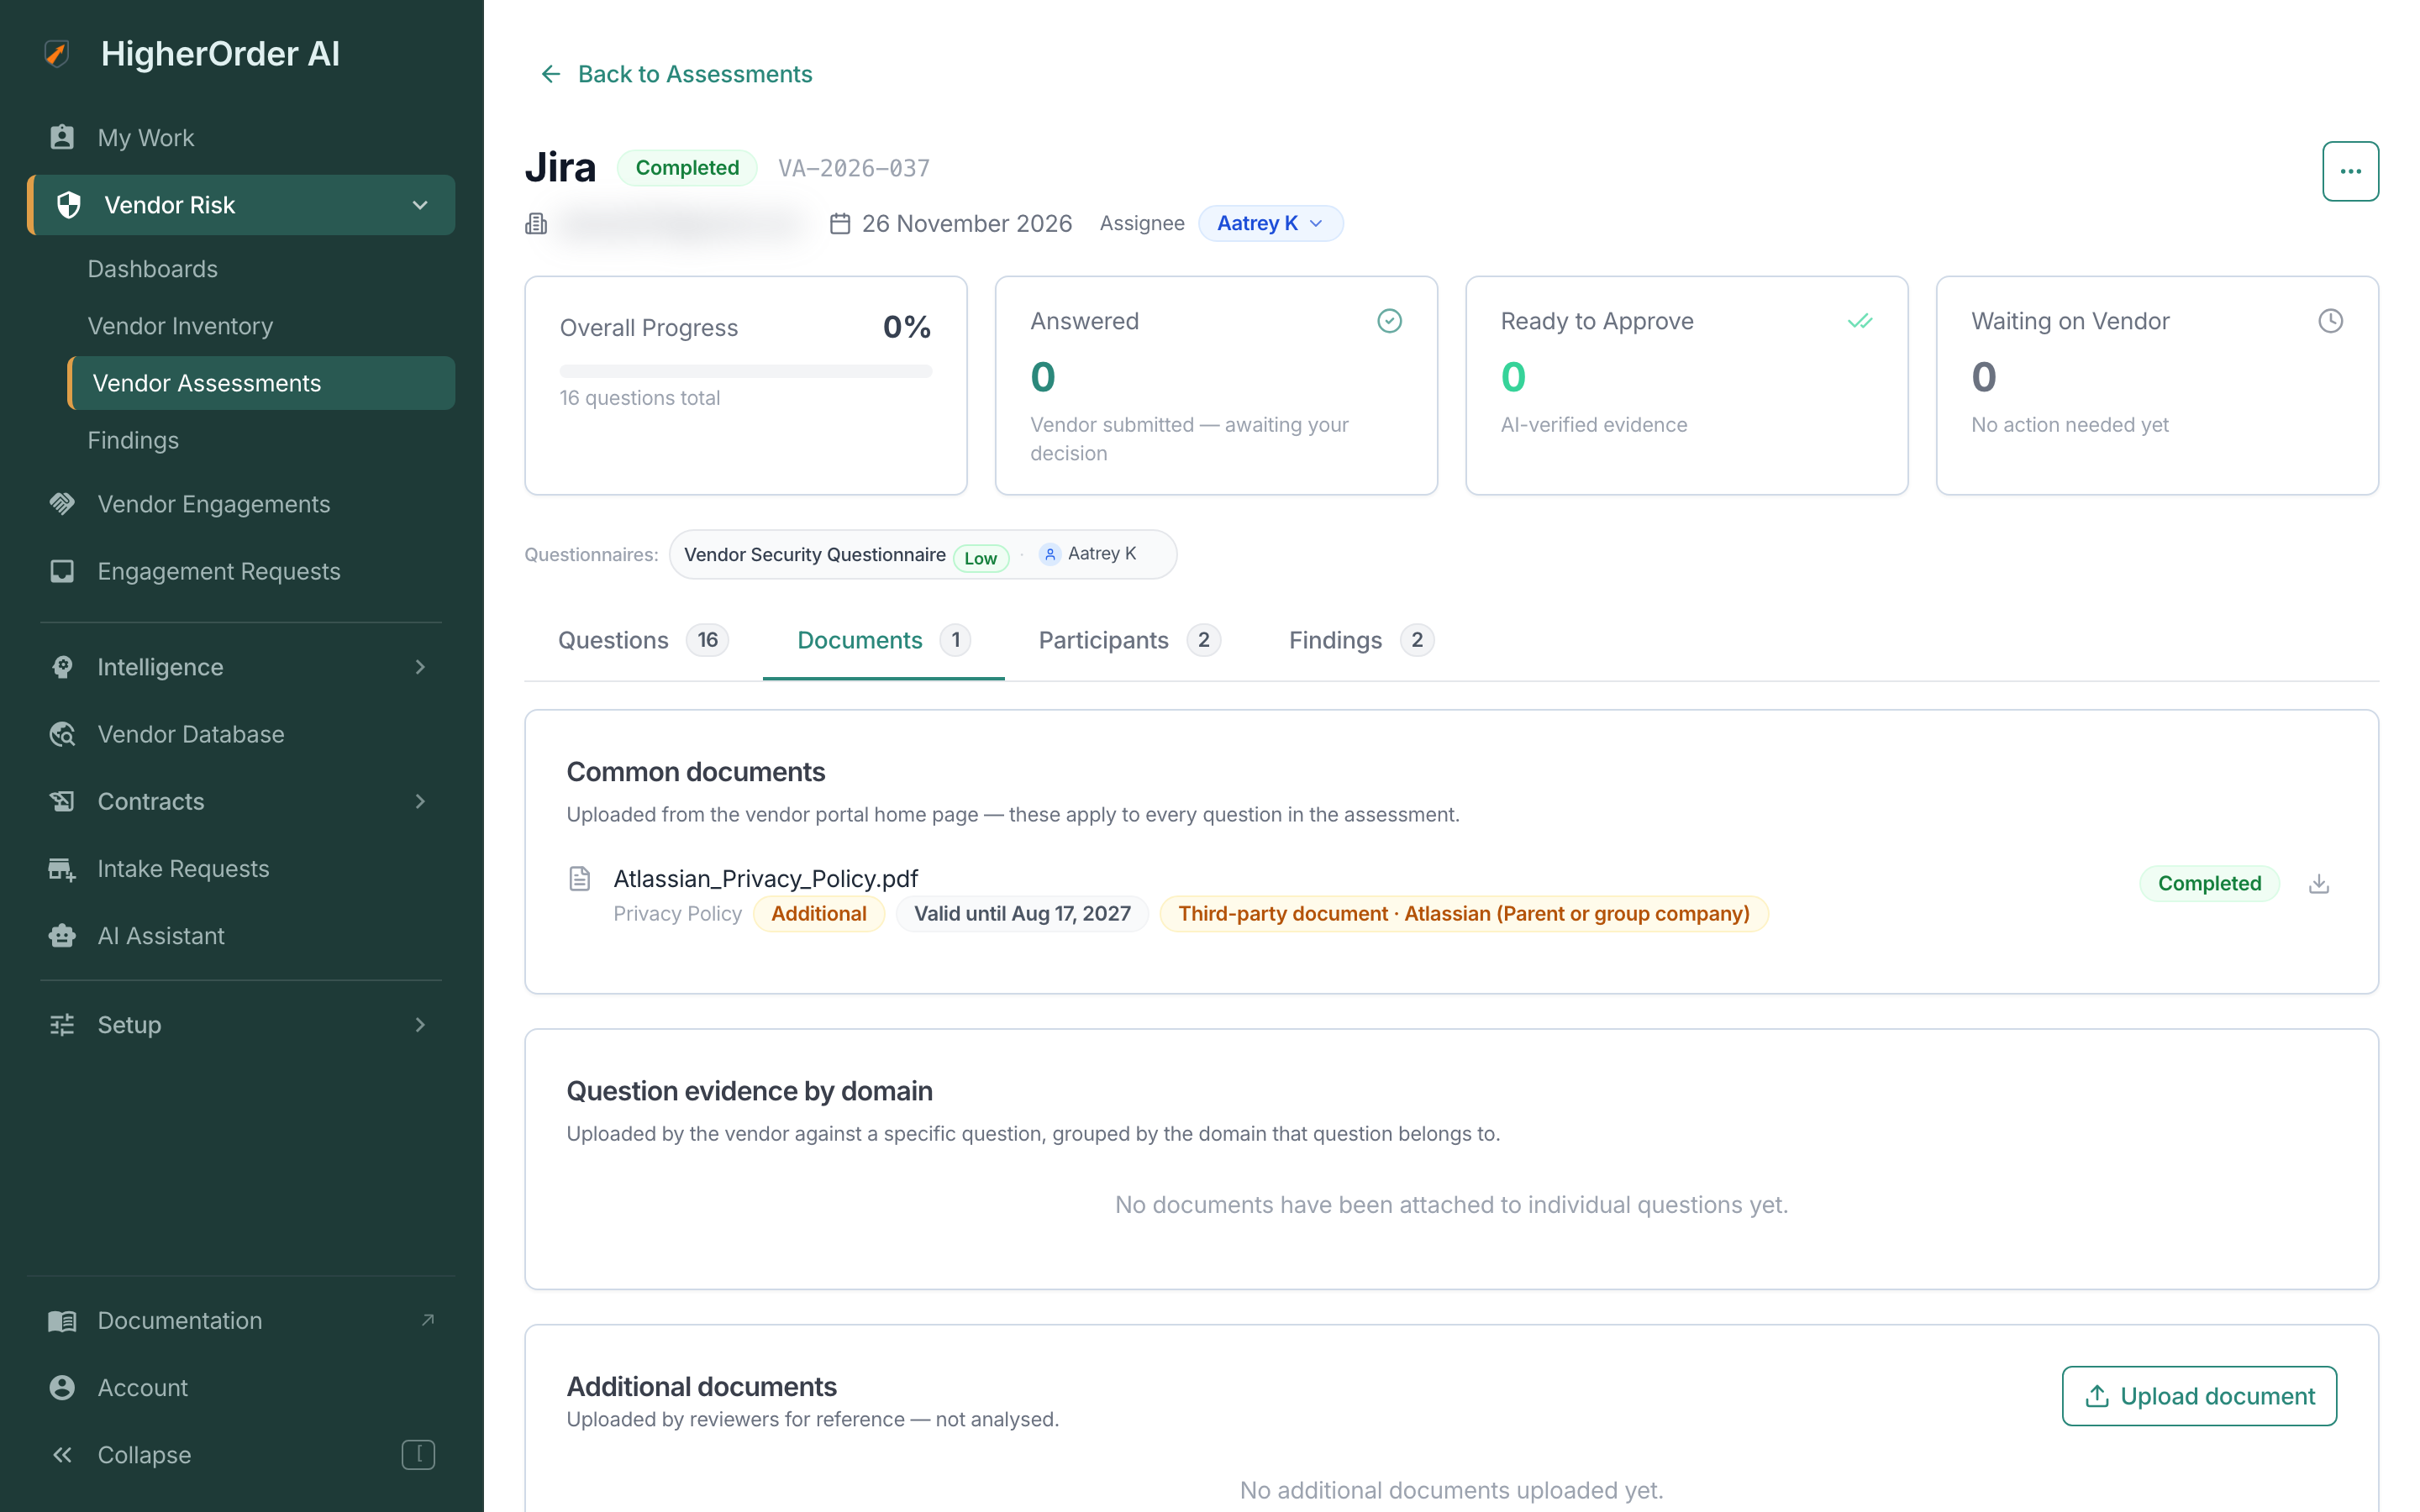 HigherOrder AI
My Work
Vendor Risk
Dashboards
Vendor Inventory
Vendor Assessments
Findings
Vendor Engagements
Engagement Requests
Intelligence
Vendor Database
Contracts
Intake Requests
AI Assistant
Setup
Documentation
Account
Collapse [
Back to Assessments
Jira Completed VA-2026-037
26 November 2026 Assignee Aatrey K
Overall Progress 0%
16 questions total
Answered
0
Vendor submitted — awaiting your
decision
Ready to Approve
0
AI-verified evidence
Waiting on Vendor
0
No action needed yet
Questionnaires: Vendor Security Questionnaire Low · Aatrey K
Questions 16 Documents 1 Participants 2 Findings 2
Common documents
Uploaded from the vendor portal home page — these apply to every question in the assessment.
Atlassian_Privacy_Policy.pdf
Privacy Policy Additional Valid until Aug 17, 2027 Third-party document · Atlassian (Parent or group company)
Completed
Question evidence by domain
Uploaded by the vendor against a specific question, grouped by the domain that question belongs to.
No documents have been attached to individual questions yet.
Additional documents
Uploaded by reviewers for reference — not analysed.
Upload document
No additional documents uploaded yet.